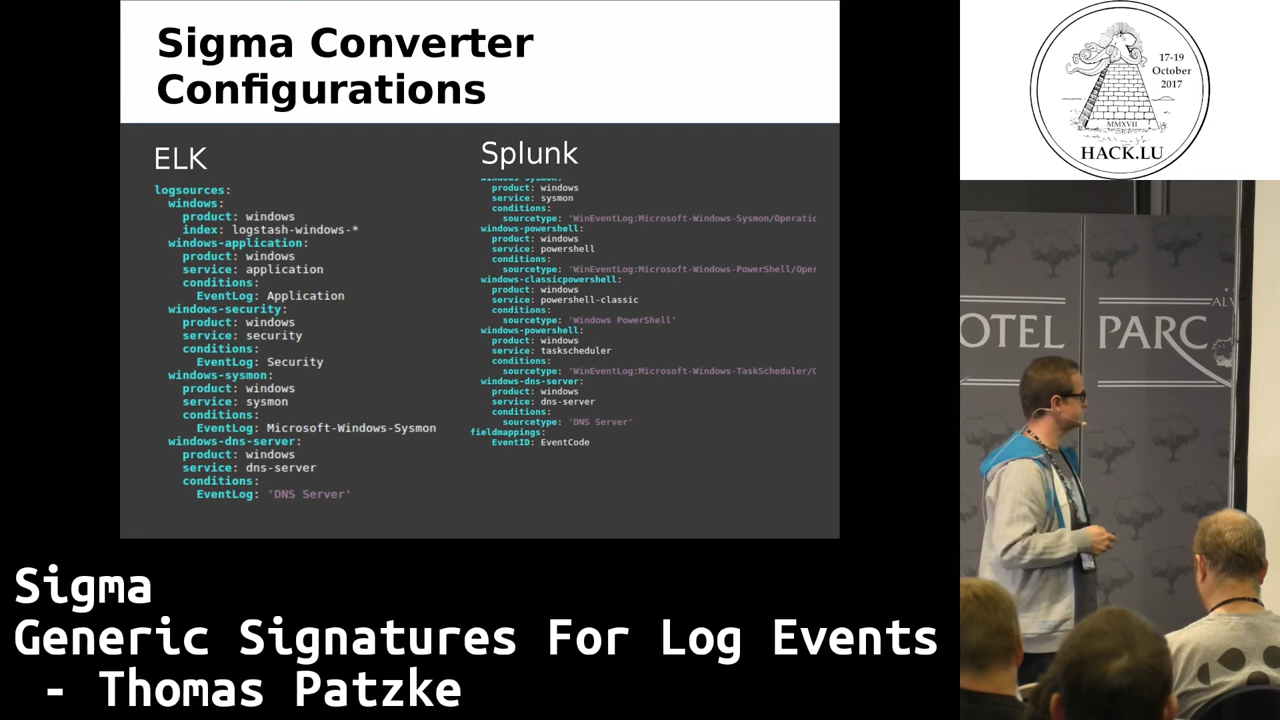 Sigma Converter
Configurations
ELK
logsources:
windows:
product: windows
index: logstash-windows-*
windows-application:
product: windows
service: application
conditions:
EventLog: Application
windows-security:
product: windows
service: security
conditions:
EventLog: Security
windows-sysmon:
product: windows
service: sysmon
conditions:
EventLog: Microsoft-Windows-Sysmon
windows-dns-server:
product: windows
service: dns-server
conditions:
EventLog: 'DNS Server'
Splunk
windows-sysmon:
product: windows
service: sysmon
conditions:
sourcetype: 'WinEventLog:Microsoft-Windows-Sysmon/Operatic
windows-powershell:
product: windows
service: powershell
conditions:
sourcetype: 'WinEventLog:Microsoft-Windows-PowerShell/Oper
windows-classicpowershell:
product: windows
service: powershell-classic
conditions:
sourcetype: 'Windows PowerShell'
windows-powershell:
product: windows
service: taskscheduler
conditions:
sourcetype: 'WinEventLog:Microsoft-Windows-TaskScheduler/O
windows-dns-server:
product: windows
service: dns-server
conditions:
sourcetype: 'DNS Server'
fieldmappings:
EventID: EventCode
17-19
October
2017
MMXVII
HACK.LU
OTEL PARC
ALV
Sigma
Generic Signatures For Log Events
- Thomas Patzke